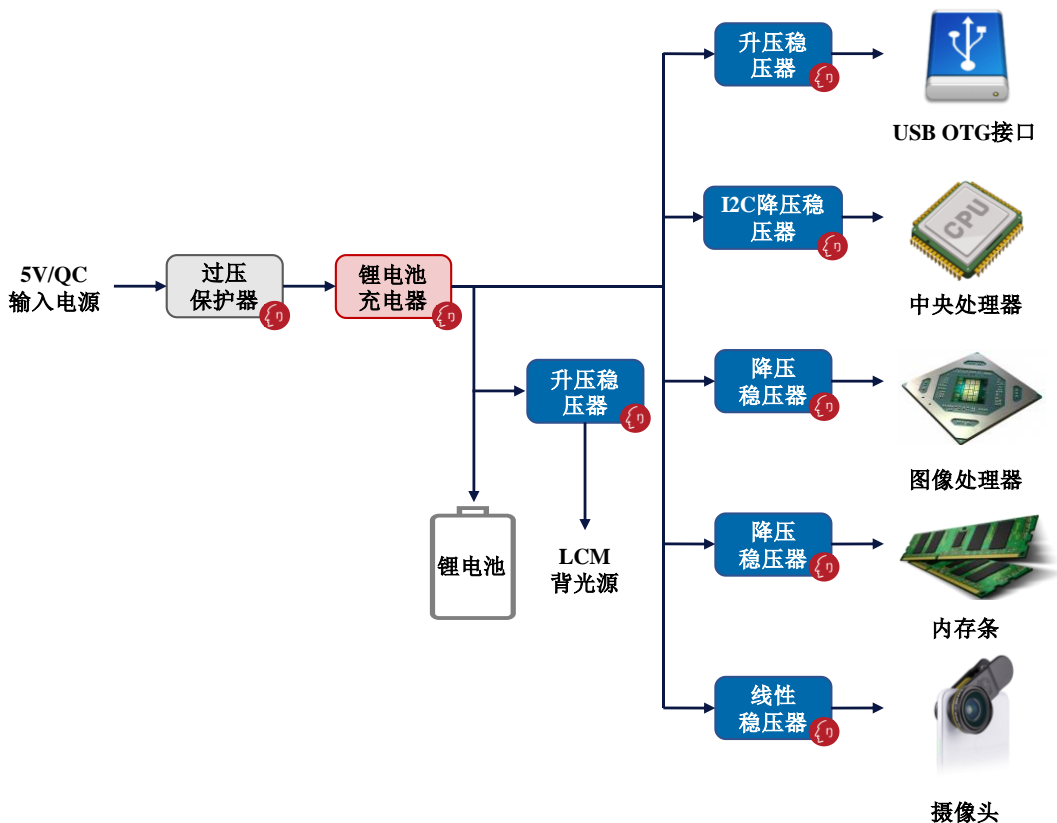 升压稳
压器
USB OTG接口
I2C降压稳
压器
CPU
中央处理器
5V/QC
输入电源
过压
保护器
锂电池
充电器
升压稳
压器
降压
稳压器
图像处理器
锂电池
LCM
背光源
降压
稳压器
内存条
线性
稳压器
摄像头